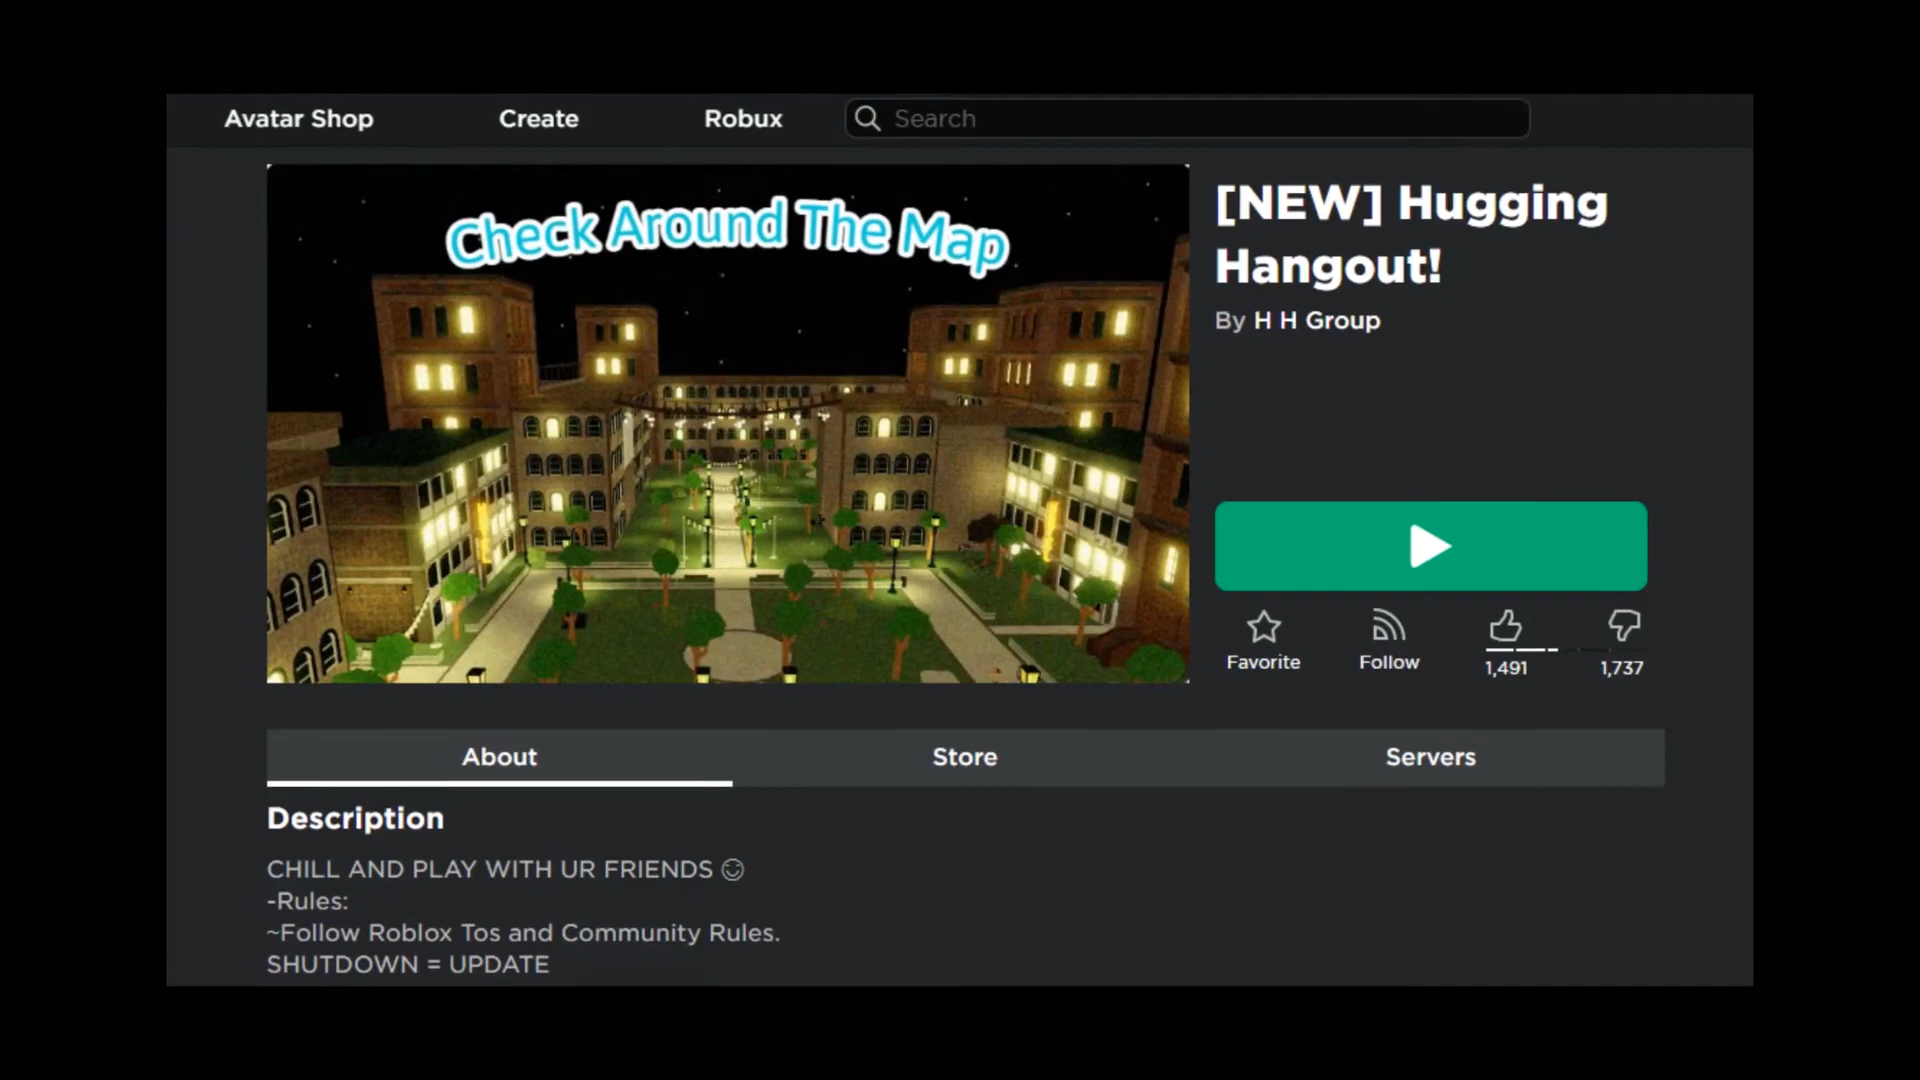 Avatar Shop
Create
Robux
Search
Check Around The Map
[NEW] Hugging
Hangout!
By H H Group
Favorite
Follow
1,491
1,737
About
Store
Servers
Description
CHILL AND PLAY WITH UR FRIENDS
-Rules:
~Follow Roblox Tos and Community Rules.
SHUTDOWN = UPDATE